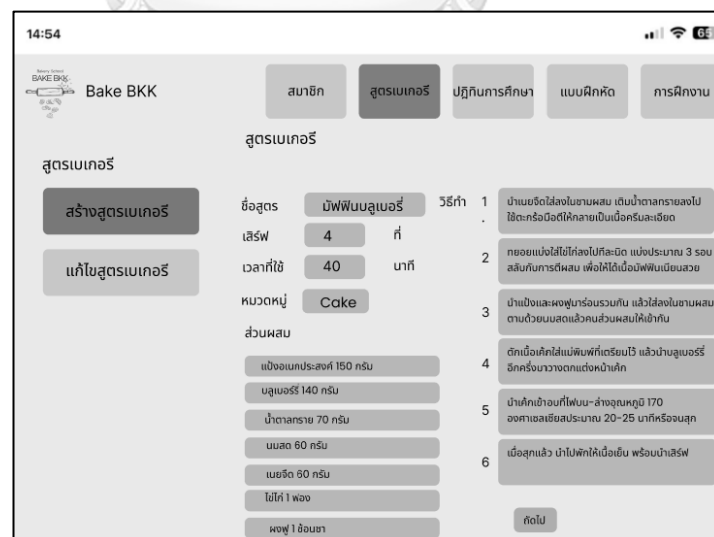 14:54
Bakery School
BAKE BKK
Bake BKK
สมาชิก
สูตรเบเกอรี
ปฎิทินการศึกษา
แบบฝึกหัด
การฝึกงาน
สูตรเบเกอรี
สร้างสูตรเบเกอรี
แก้ไขสูตรเบเกอรี
สูตรเบเกอรี
ชื่อสูตร มัฟฟินบลูเบอรี่
เสิร์ฟ 4 ที่
เวลาที่ใช้ 40 นาที
หมวดหมู่ Cake
ส่วนผสม
แป้งอเนกประสงค์ 150 กรัม
บลูเบอร์รี่ 140 กรัม
น้ำตาลทราย 70 กรัม
นมสด 60 กรัม
เนยจืด 60 กรัม
ไข่ไก่ 1 ฟอง
ผงฟู 1 ช้อนชา
วิธีทำ
1. นำเนยจืดใส่ลงในชามผสม เติมน้ำตาลทรายลงไป
ใช้ตะกร้อมือตีให้กลายเป็นเนื้อครีมละเอียด
2 ทยอยแบ่งใส่ไข่ไก่ลงไปทีละนิด แบ่งประมาณ 3 รอบ
สลับกับการตีผสม เพื่อให้ได้เนื้อมัฟฟินเนียนสวย
3 นำแป้งและผงฟูมาร่อนรวมกัน แล้วใส่ลงในชามผสม
ตามด้วยนมสดแล้วคนส่วนผสมให้เข้ากัน
4 ตักเนื้อเค้กใส่แม่พิมพ์ที่เตรียมไว้ แล้วนำบลูเบอร์รี่
อีกครึ่งมาวางตกแต่งหน้าเค้ก
5 นำเค้กเข้าอบที่ไฟบน-ล่างอุณหภูมิ 170
องศาเซลเซียสประมาณ 20-25 นาทีหรือจนสุก
6 เมื่อสุกแล้ว นำไปพักให้เนื้อเย็น พร้อมนำเสิร์ฟ
ถัดไป